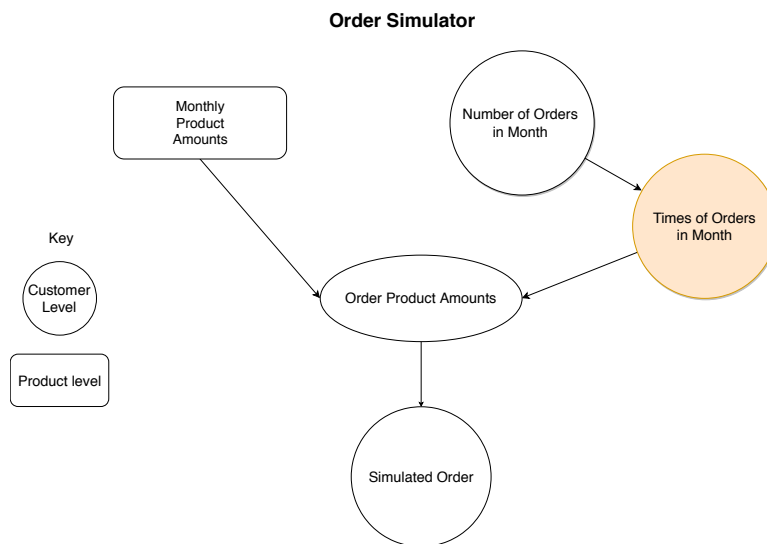 Order Simulator
Monthly
Product
Amounts
Number of Orders
in Month
Times of Orders
in Month
Key
Customer
Level
Order Product Amounts
Product level
Simulated Order